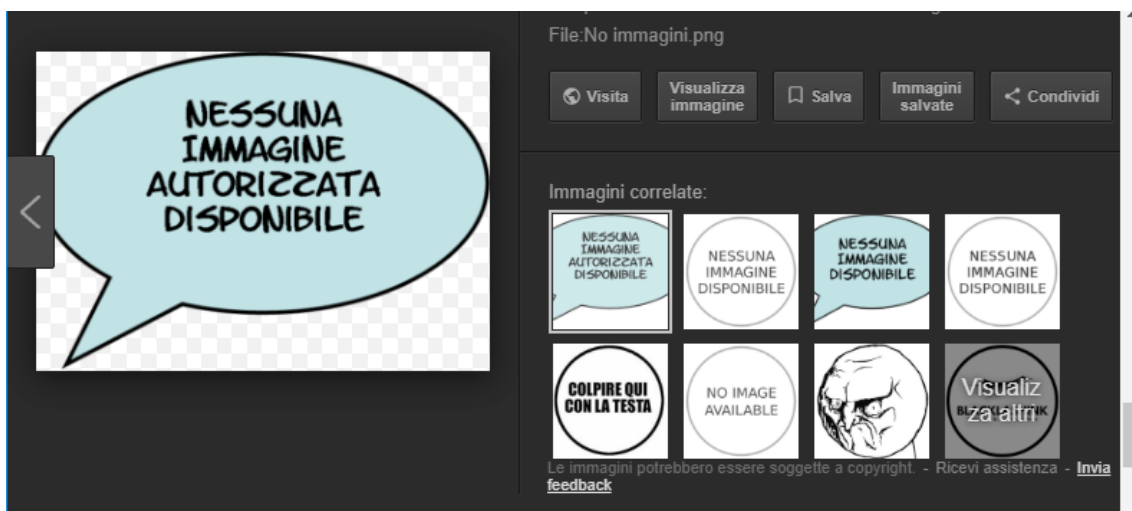 File:No immagini.png
Visita
Visualizza
immagine
Salva
Immagini
salvate
Condividi
NESSUNA
IMMAGINE
AUTORIZZATA
DISPONIBILE
Immagini correlate:
NESSUNA
IMMAGINE
AUTORIZZATA
DISPONIBILE
NESSUNA
IMMAGINE
DISPONIBILE
NESSUNA
IMMAGINE
DISPONIBILE
NESSUNA
IMMAGINE
DISPONIBILE
COLPIRE QUI
CON LA TESTA
NO IMAGE
AVAILABLE
Visualiz
za altri
Le immagini potrebbero essere soggette a copyright. - Ricevi assistenza - Invia
feedback